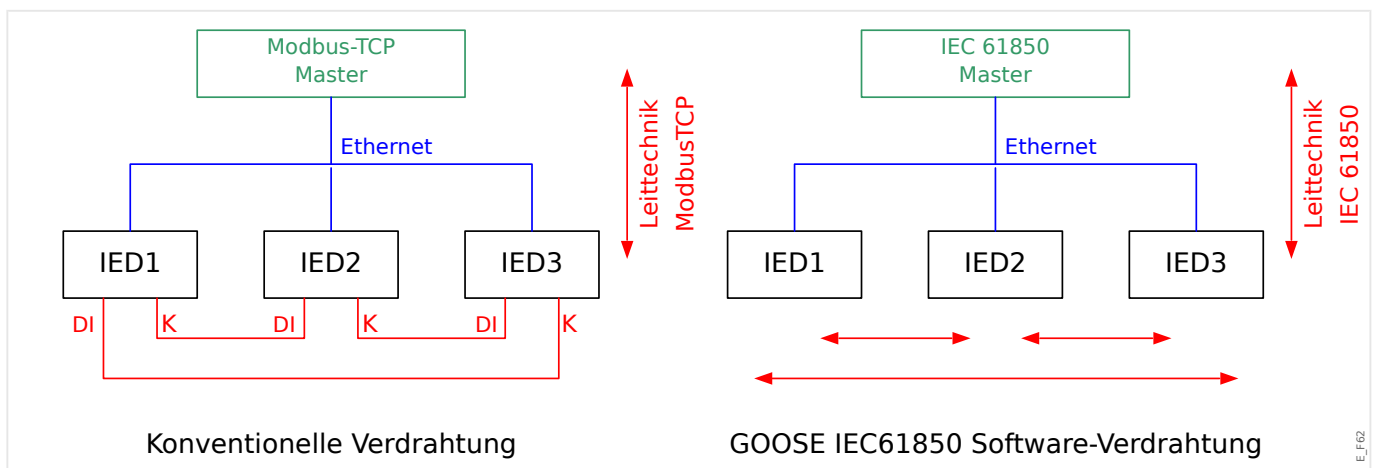 Modbus-TCP
Master
Ethernet
Leittechnik
ModbusTCP
IED1
IED2
IED3
DI
K
DI
K
DI
K
Konventionelle Verdrahtung
IEC 61850
Master
Ethernet
Leittechnik
IEC 61850
IED1
IED2
IED3
GOOSE IEC61850 Software-Verdrahtung
E_F62